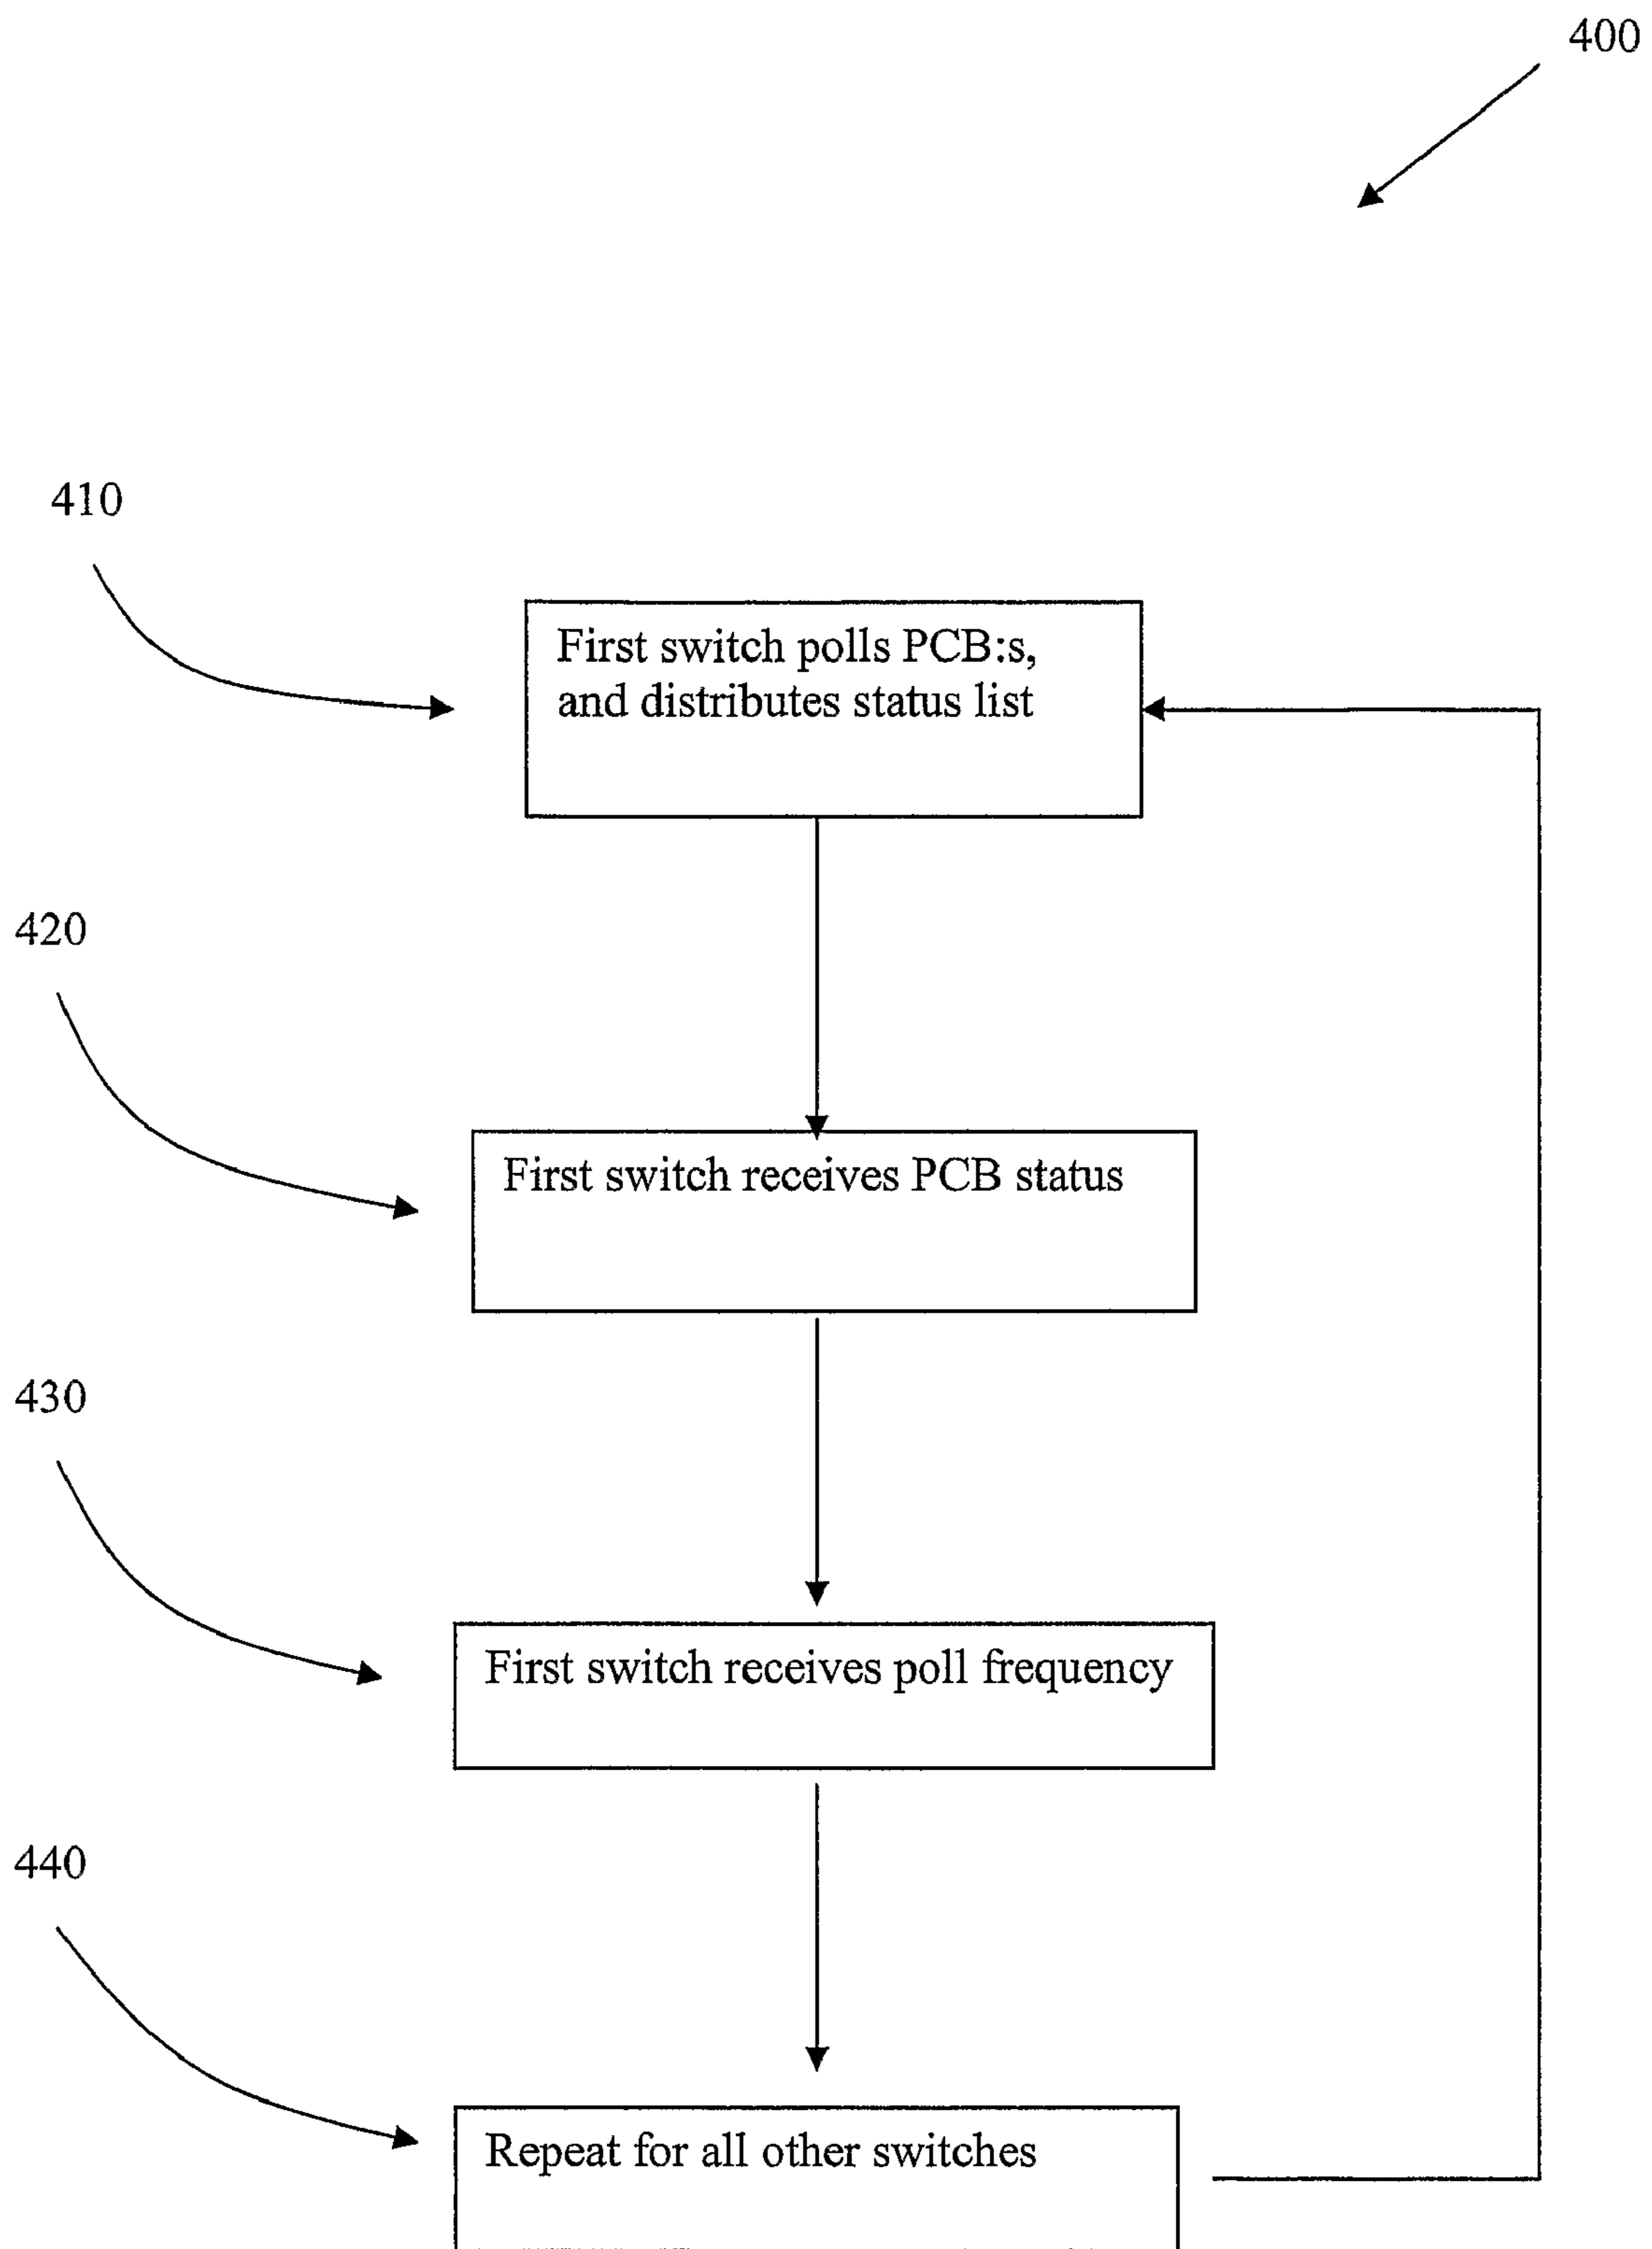 400
410
First switch polls PCB:s,
and distributes status list
420
First switch receives PCB status
430
First switch receives poll frequency
440
Repeat for all other switches